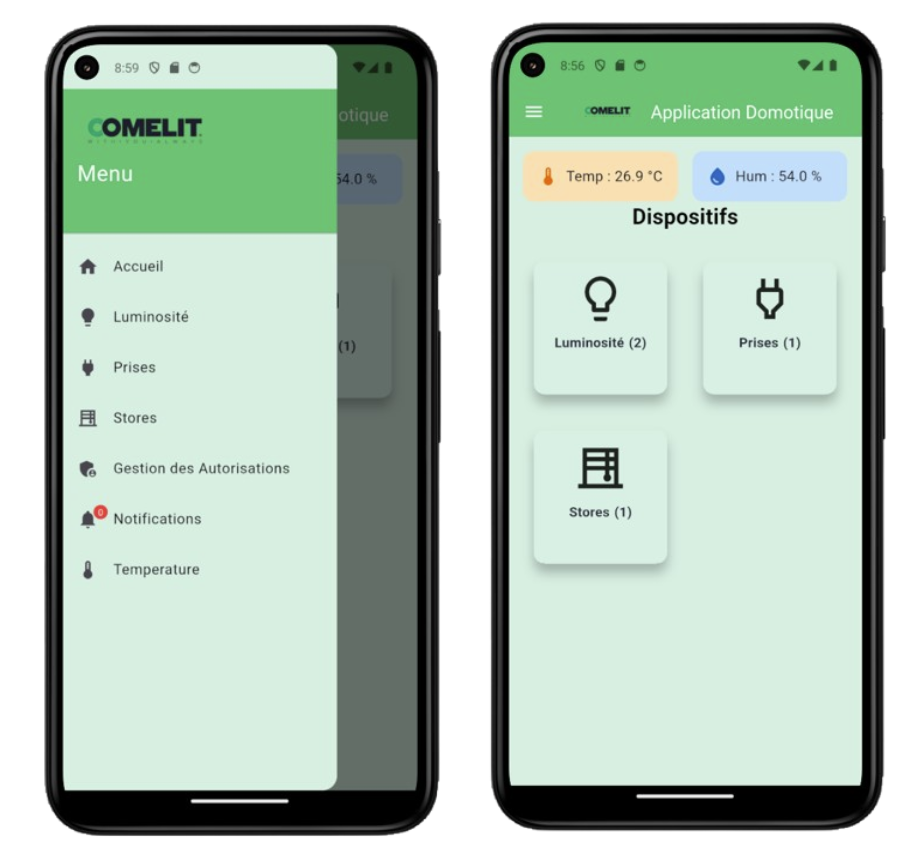 8:59
COMELIT
Menu
Accueil
Luminosité
Prises
Stores
Gestion des Autorisations
0
Notifications
Temperature
otique
54.0 %
(1)
8:56
COMELIT
Application Domotique
Temp : 26.9 °C
Hum : 54.0 %
Dispositifs
Luminosité (2)
Prises (1)
Stores (1)